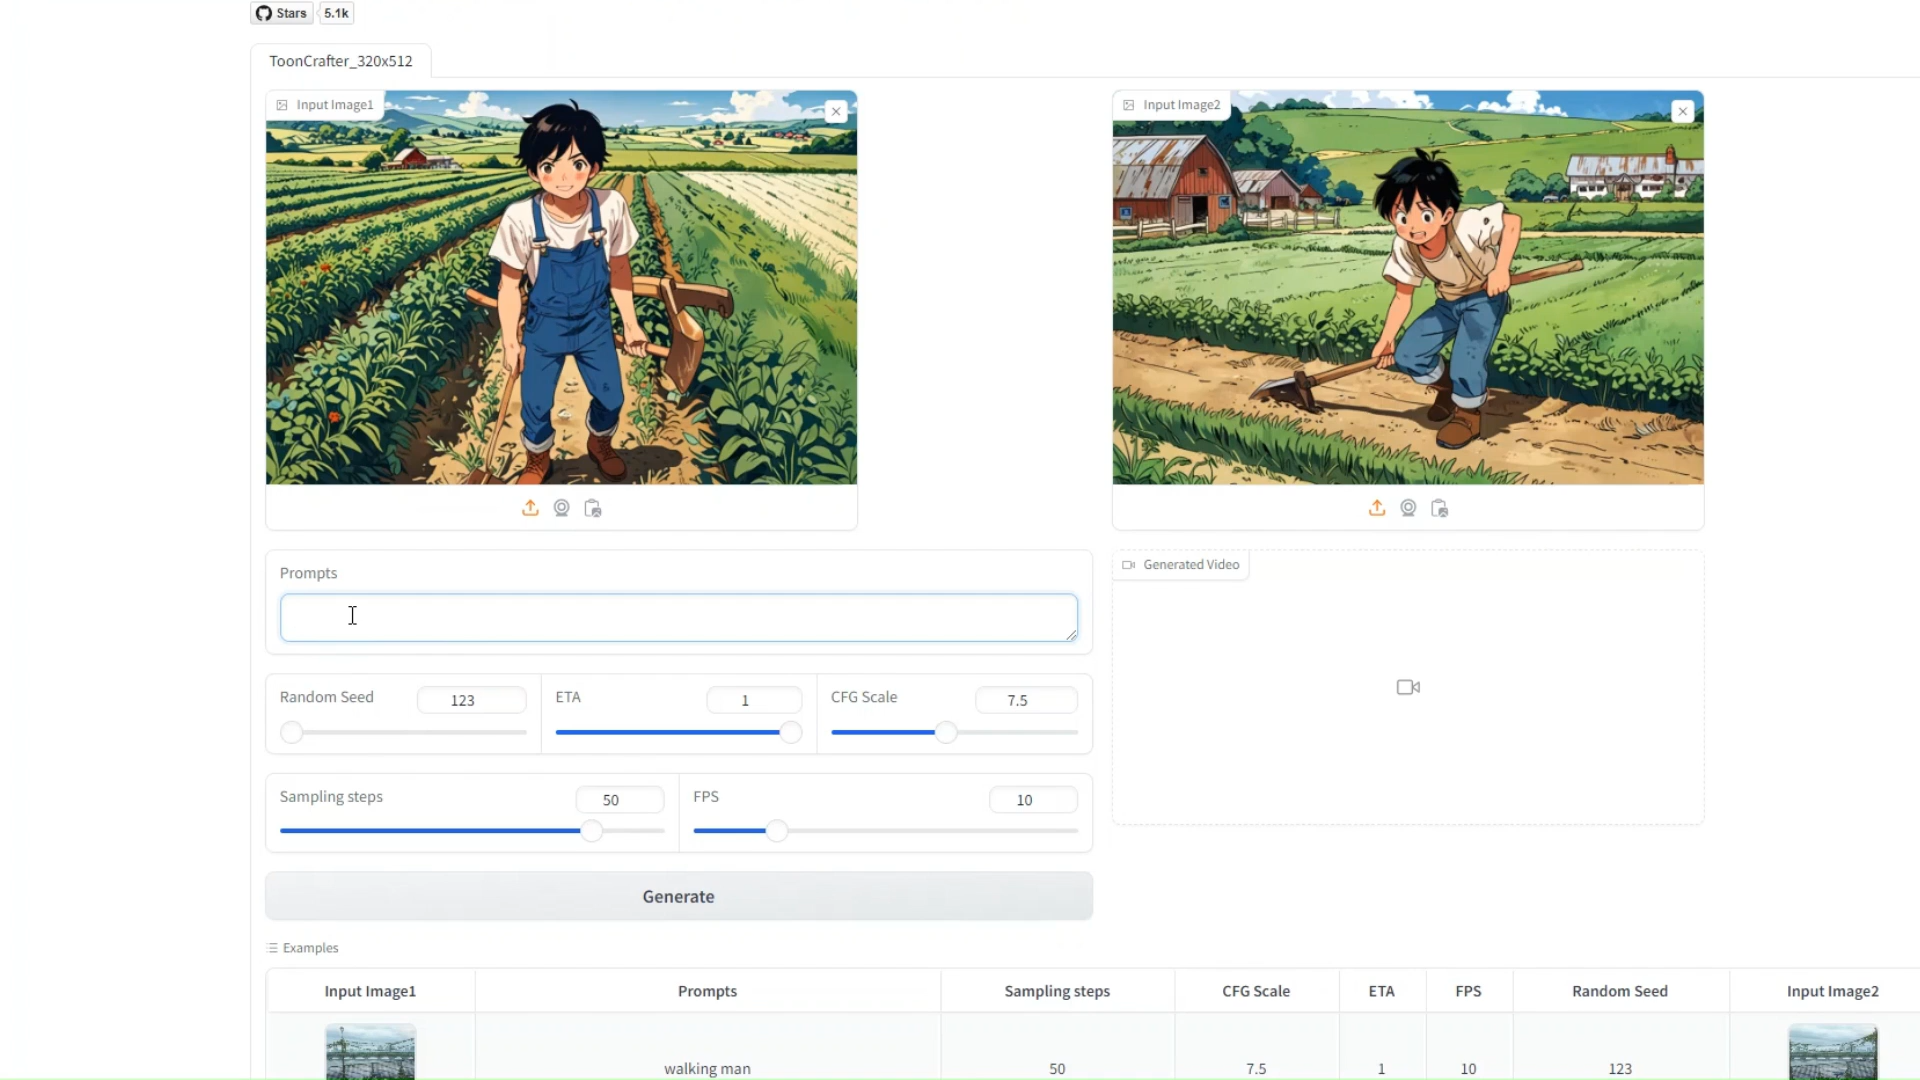 Stars 5.1k
ToonCrafter_320x512
Input Image1
Input Image2
Prompts
Generated Video
Random Seed 123 ETA 1 CFG Scale 7.5
Sampling steps 50 FPS 10
Generate
Examples
Input Image1 Prompts Sampling steps CFG Scale ETA FPS Random Seed Input Image2
walking man 50 7.5 1 10 123